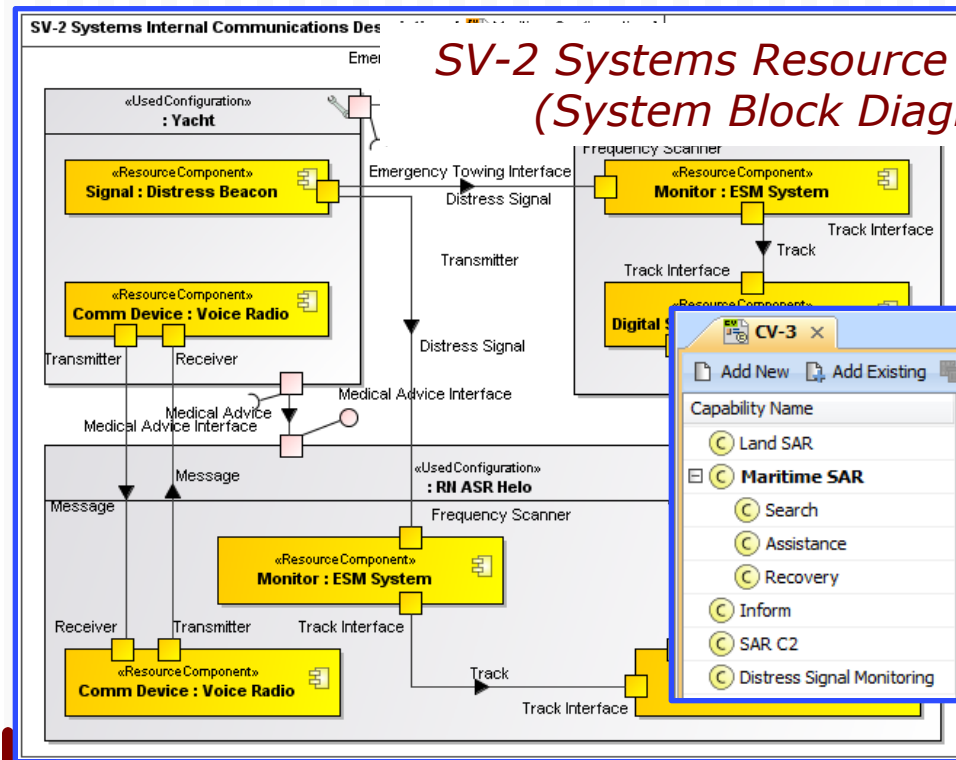 SV-2 Systems Internal Communications Des
SV-2 Systems Resource
(System Block Diag
«UsedConfiguration»
: Yacht
Frequency Scanner
«ResourceComponent»
Signal : Distress Beacon
Emergency Towing Interface
Distress Signal
«ResourceComponent»
Monitor : ESM System
Track Interface
Track
Transmitter
Track Interface
«ResourceComponent»
Comm Device : Voice Radio
«ResourceComponent»
Digital
Transmitter
Receiver
Distress Signal
Medical Advice Interface
Medical Advice
Medical Advice Interface
«UsedConfiguration»
: RN ASR Helo
Message
Message
Frequency Scanner
«ResourceComponent»
Monitor : ESM System
Receiver
Transmitter
Track Interface
«ResourceComponent»
Comm Device : Voice Radio
Track
Track Interface
CV-3
Add New
Add Existing
Capability Name
Land SAR
Maritime SAR
Search
Assistance
Recovery
Inform
SAR C2
Distress Signal Monitoring